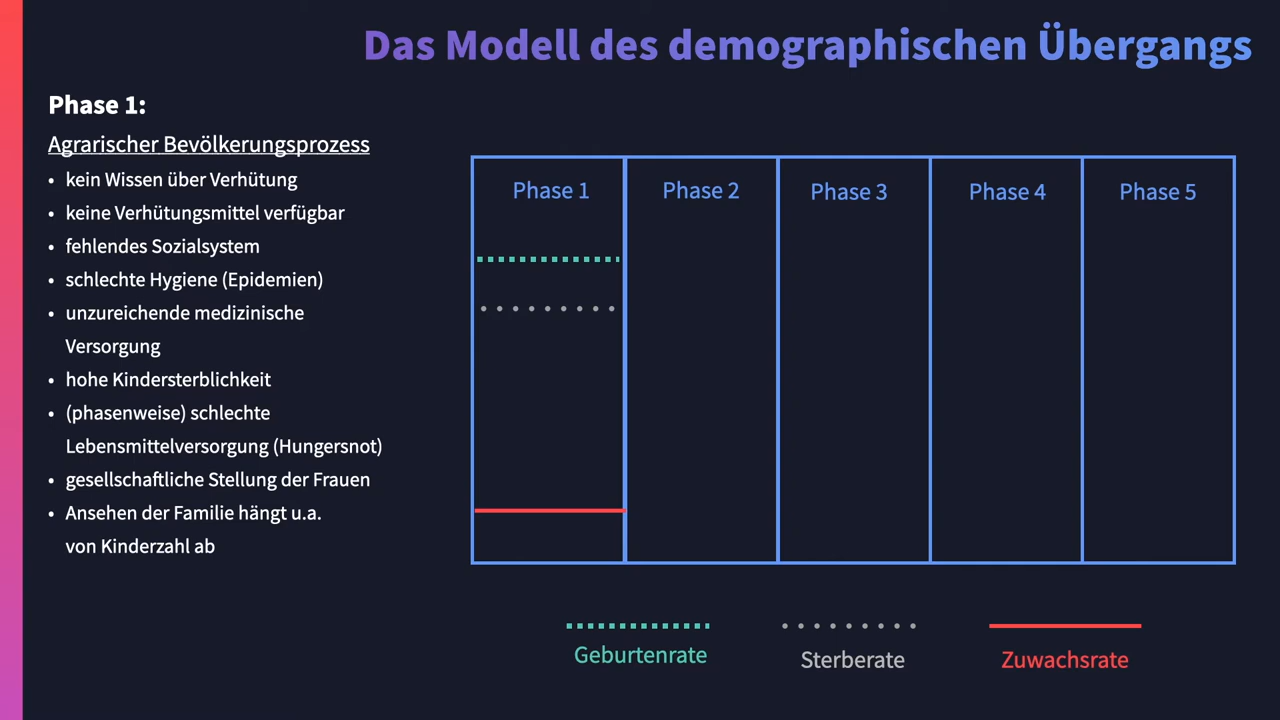 Das Modell des demographischen Übergangs
Phase 1:
Agrarischer Bevölkerungsprozess
• kein Wissen über Verhütung
• keine Verhütungsmittel verfügbar
• fehlendes Sozialsystem
• schlechte Hygiene (Epidemien)
• unzureichende medizinische
Versorgung
• hohe Kindersterblichkeit
• (phasenweise) schlechte
Lebensmittelversorgung (Hungersnot)
• gesellschaftliche Stellung der Frauen
• Ansehen der Familie hängt u.a.
von Kinderzahl ab
Phase 1
Phase 2
Phase 3
Phase 4
Phase 5
Geburtenrate
Sterberate
Zuwachsrate